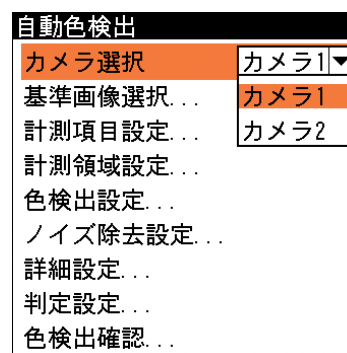 自動色検出
カメラ選択 カメラ1▼
基準画像選択... カメラ1
計測項目設定... カメラ2
計測領域設定...
色検出設定...
ノイズ除去設定...
詳細設定...
判定設定...
色検出確認...